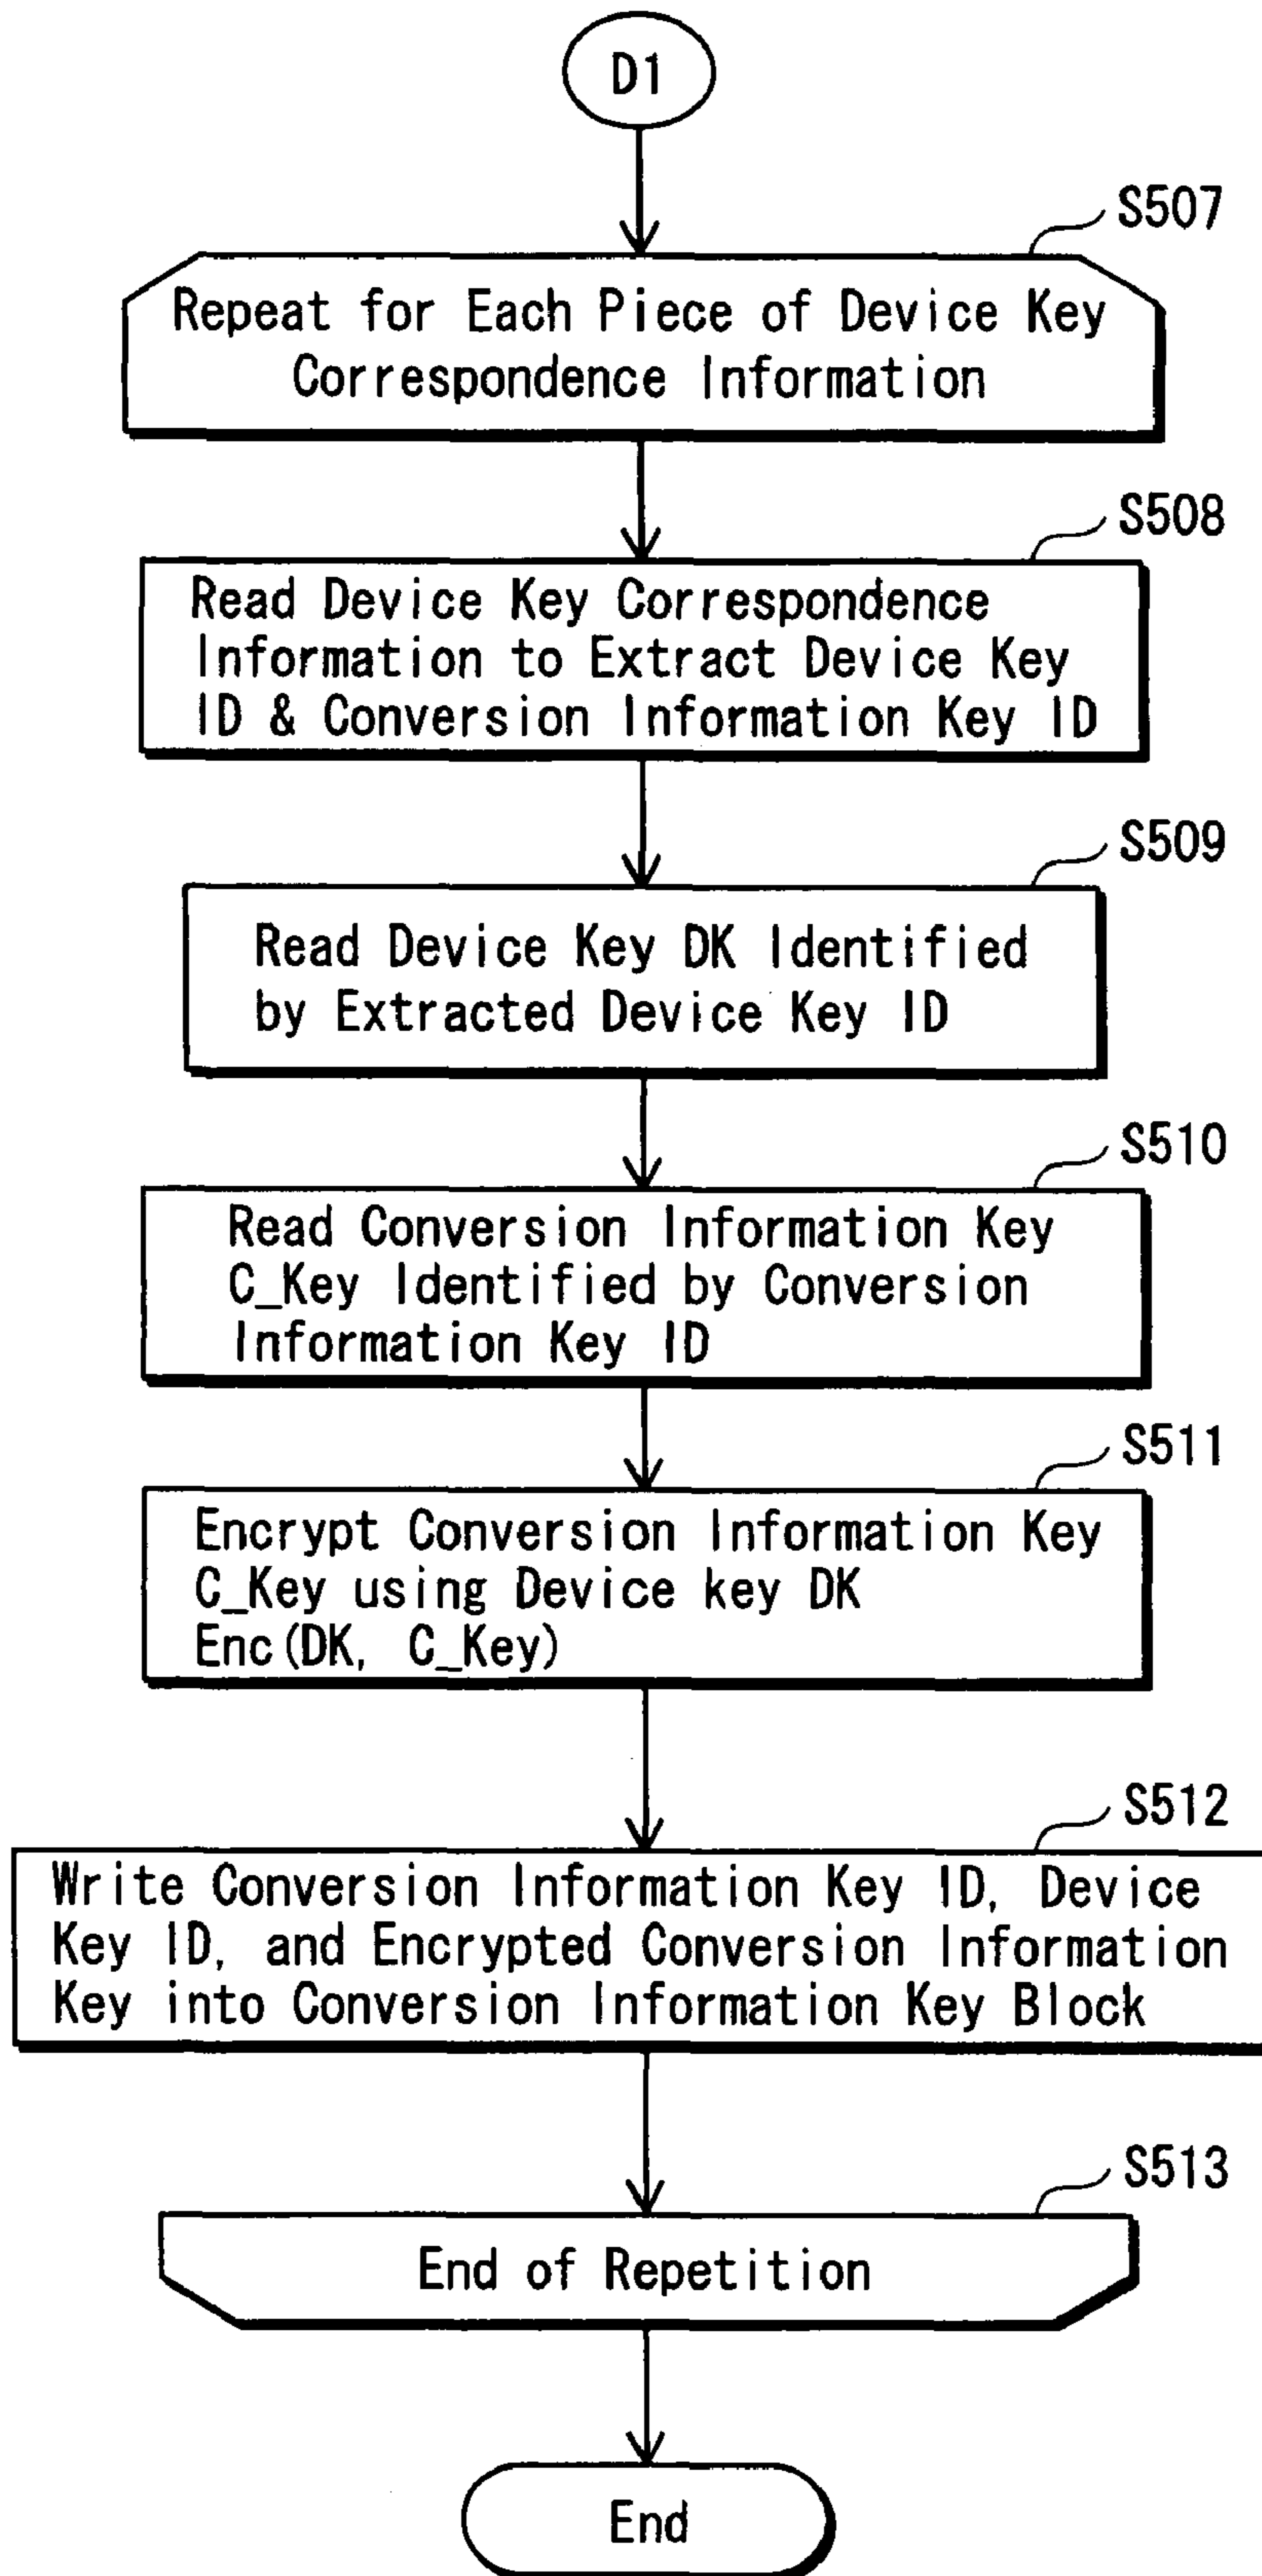 D1
S507
Repeat for Each Piece of Device Key
Correspondence Information
S508
Read Device Key Correspondence
Information to Extract Device Key
ID & Conversion Information Key ID
S509
Read Device Key DK Identified
by Extracted Device Key ID
S510
Read Conversion Information Key
C_Key Identified by Conversion
Information Key ID
S511
Encrypt Conversion Information Key
C_Key using Device key DK
Enc(DK, C_Key)
S512
Write Conversion Information Key ID, Device
Key ID, and Encrypted Conversion Information
Key into Conversion Information Key Block
S513
End of Repetition
End